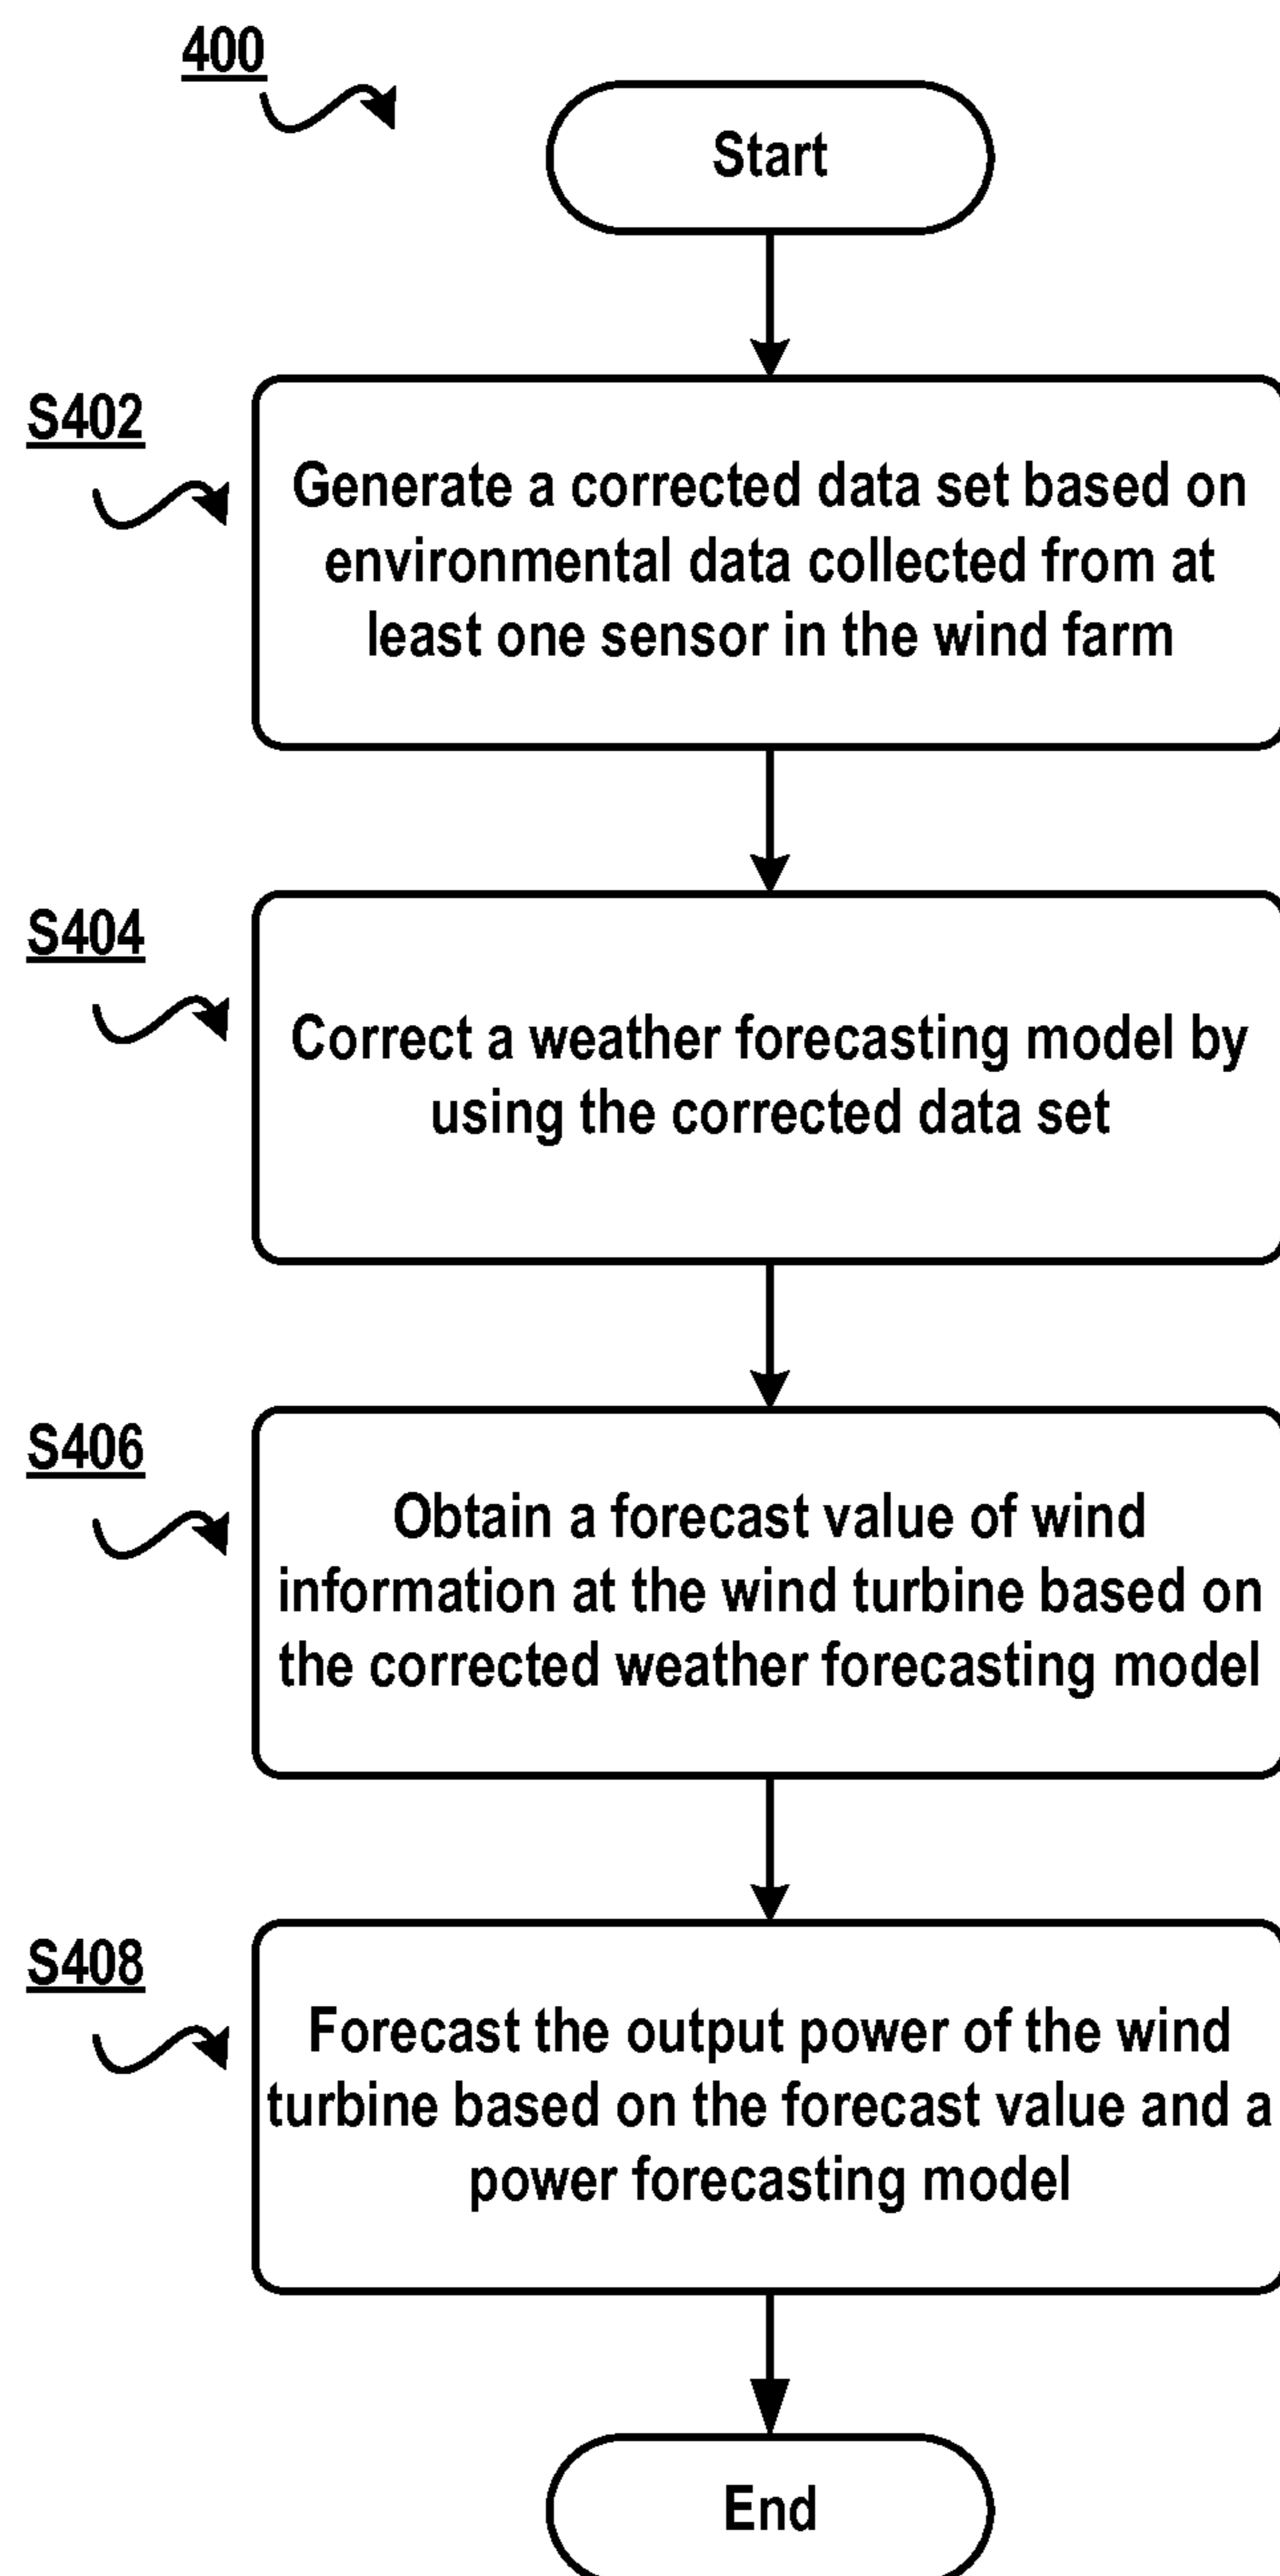 400
Start
S402
Generate a corrected data set based on
environmental data collected from at
least one sensor in the wind farm
S404
Correct a weather forecasting model by
using the corrected data set
S406
Obtain a forecast value of wind
information at the wind turbine based on
the corrected weather forecasting model
S408
Forecast the output power of the wind
turbine based on the forecast value and a
power forecasting model
End